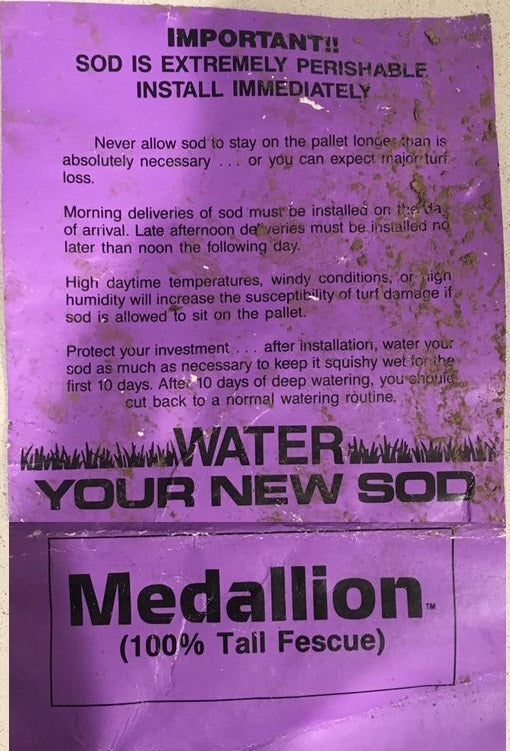 IMPORTANT!!
SOD IS EXTREMELY PERISHABLE
INSTALL IMMEDIATELY
Never allow sod to stay on the pallet longer than is
absolutely necessary . . . or you can expect major turf
loss.
Morning deliveries of sod must be installed on the day
of arrival. Late afternoon deliveries must be installed no
later than noon the following day.
High daytime temperatures, windy conditions, or high
humidity will increase the susceptibility of turf damage if
sod is allowed to sit on the pallet.
Protect your investment . . . after installation, water your
sod as much as necessary to keep it squishy wet for the
first 10 days. After 10 days of deep watering, you should
cut back to a normal watering routine.
WATER
YOUR NEW SOD
Medallion™
(100% Tall Fescue)